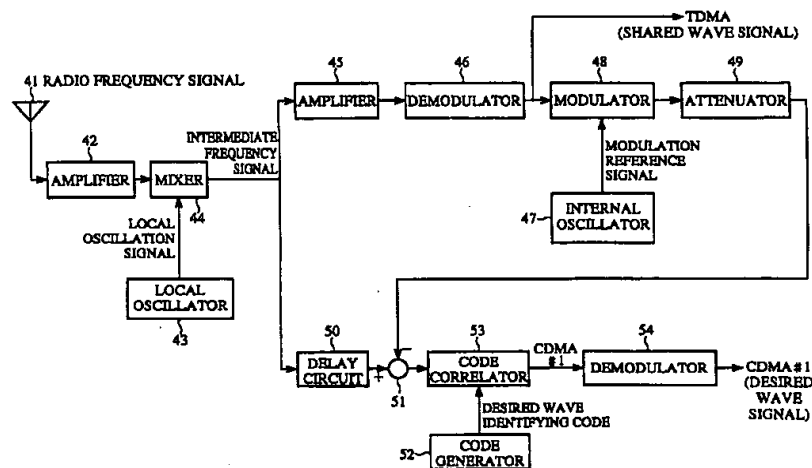 TDMA
(SHARED WAVE SIGNAL)
41 RADIO FREQUENCY SIGNAL
45
46
48
49
AMPLIFIER
DEMODULATOR
MODULATOR
ATTENUATOR
42
INTERMEDIATE
FREQUENCY
SIGNAL
AMPLIFIER
MIXER
44
MODULATION
REFERENCE
SIGNAL
LOCAL
OSCILLATION
SIGNAL
47
INTERNAL
OSCILLATOR
LOCAL
OSCILLATOR
43
50
53
54
DELAY
CIRCUIT
+
−
51
CODE
CORRELATOR
CDMA
#1
DEMODULATOR
CDMA#1
(DESIRED
WAVE
SIGNAL)
DESIRED WAVE
IDENTIFYING CODE
52
CODE
GENERATOR